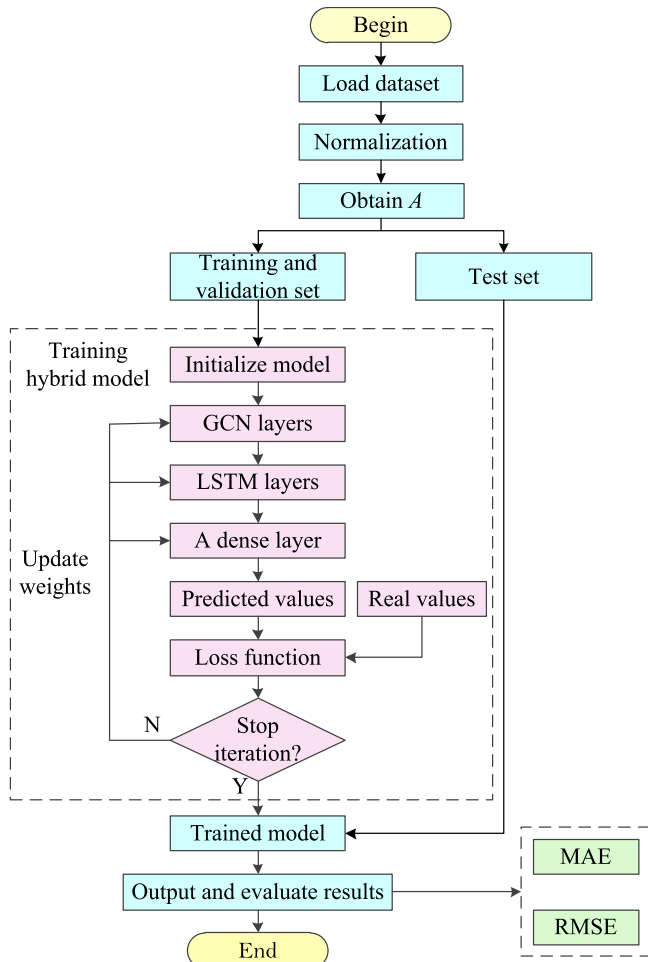 Begin
Load dataset
Normalization
Obtain A
Training and
validation set
Test set
Training
hybrid model
Initialize model
GCN layers
LSTM layers
A dense layer
Update
weights
Predicted values
Real values
Loss function
N
Stop
iteration?
Y
Trained model
MAE
Output and evaluate results
RMSE
End